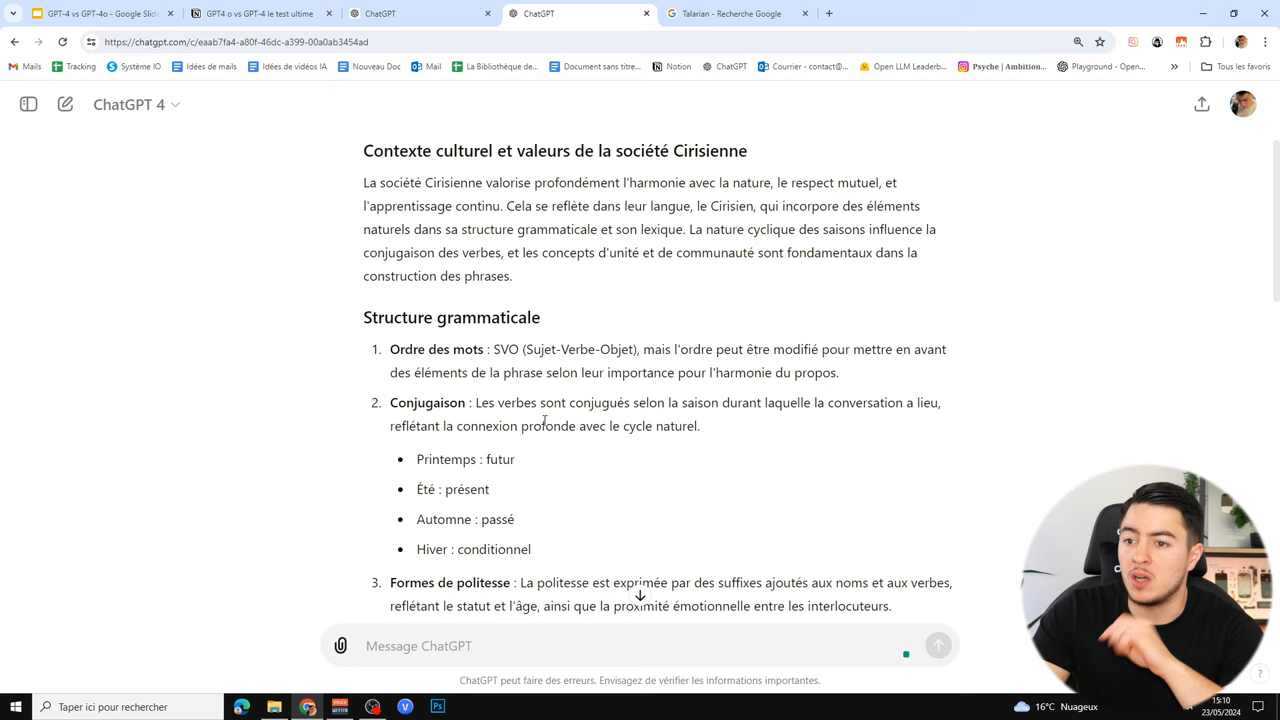 GPT-4 vs GPT-4o - Google Slide
GPT4 o vs GPT-4 le test ultime
ChatGPT
ChatGPT
Talarian - Recherche Google
https://chatgpt.com/c/eaab7fa4-a80f-46dc-a399-00a0ab3454ad
Mails
Tracking
Système IO
Idées de mails
Idées de vidéos IA
Nouveau Doc
Mail
La Bibliothèque de...
Document sans titre...
Notion
ChatGPT
Courrier - contact@...
Open LLM Leaderb...
Psyche | Ambition...
Playground - Open...
Tous les favoris
ChatGPT 4
Contexte culturel et valeurs de la société Cirisienne
La société Cirisienne valorise profondément l'harmonie avec la nature, le respect mutuel, et
l'apprentissage continu. Cela se reflète dans leur langue, le Cirisien, qui incorpore des éléments
naturels dans sa structure grammaticale et son lexique. La nature cyclique des saisons influence la
conjugaison des verbes, et les concepts d'unité et de communauté sont fondamentaux dans la
construction des phrases.
Structure grammaticale
1. Ordre des mots : SVO (Sujet-Verbe-Objet), mais l'ordre peut être modifié pour mettre en avant
des éléments de la phrase selon leur importance pour l'harmonie du propos.
2. Conjugaison : Les verbes sont conjugués selon la saison durant laquelle la conversation a lieu,
reflétant la connexion profonde avec le cycle naturel.
• Printemps : futur
• Été : présent
• Automne : passé
• Hiver : conditionnel
3. Formes de politesse : La politesse est exprimée par des suffixes ajoutés aux noms et aux verbes,
reflétant le statut et l'âge, ainsi que la proximité émotionnelle entre les interlocuteurs.
Message ChatGPT
ChatGPT peut faire des erreurs. Envisagez de vérifier les informations importantes.
?
Taper ici pour rechercher
16°C Nuageux
15:10
23/05/2024